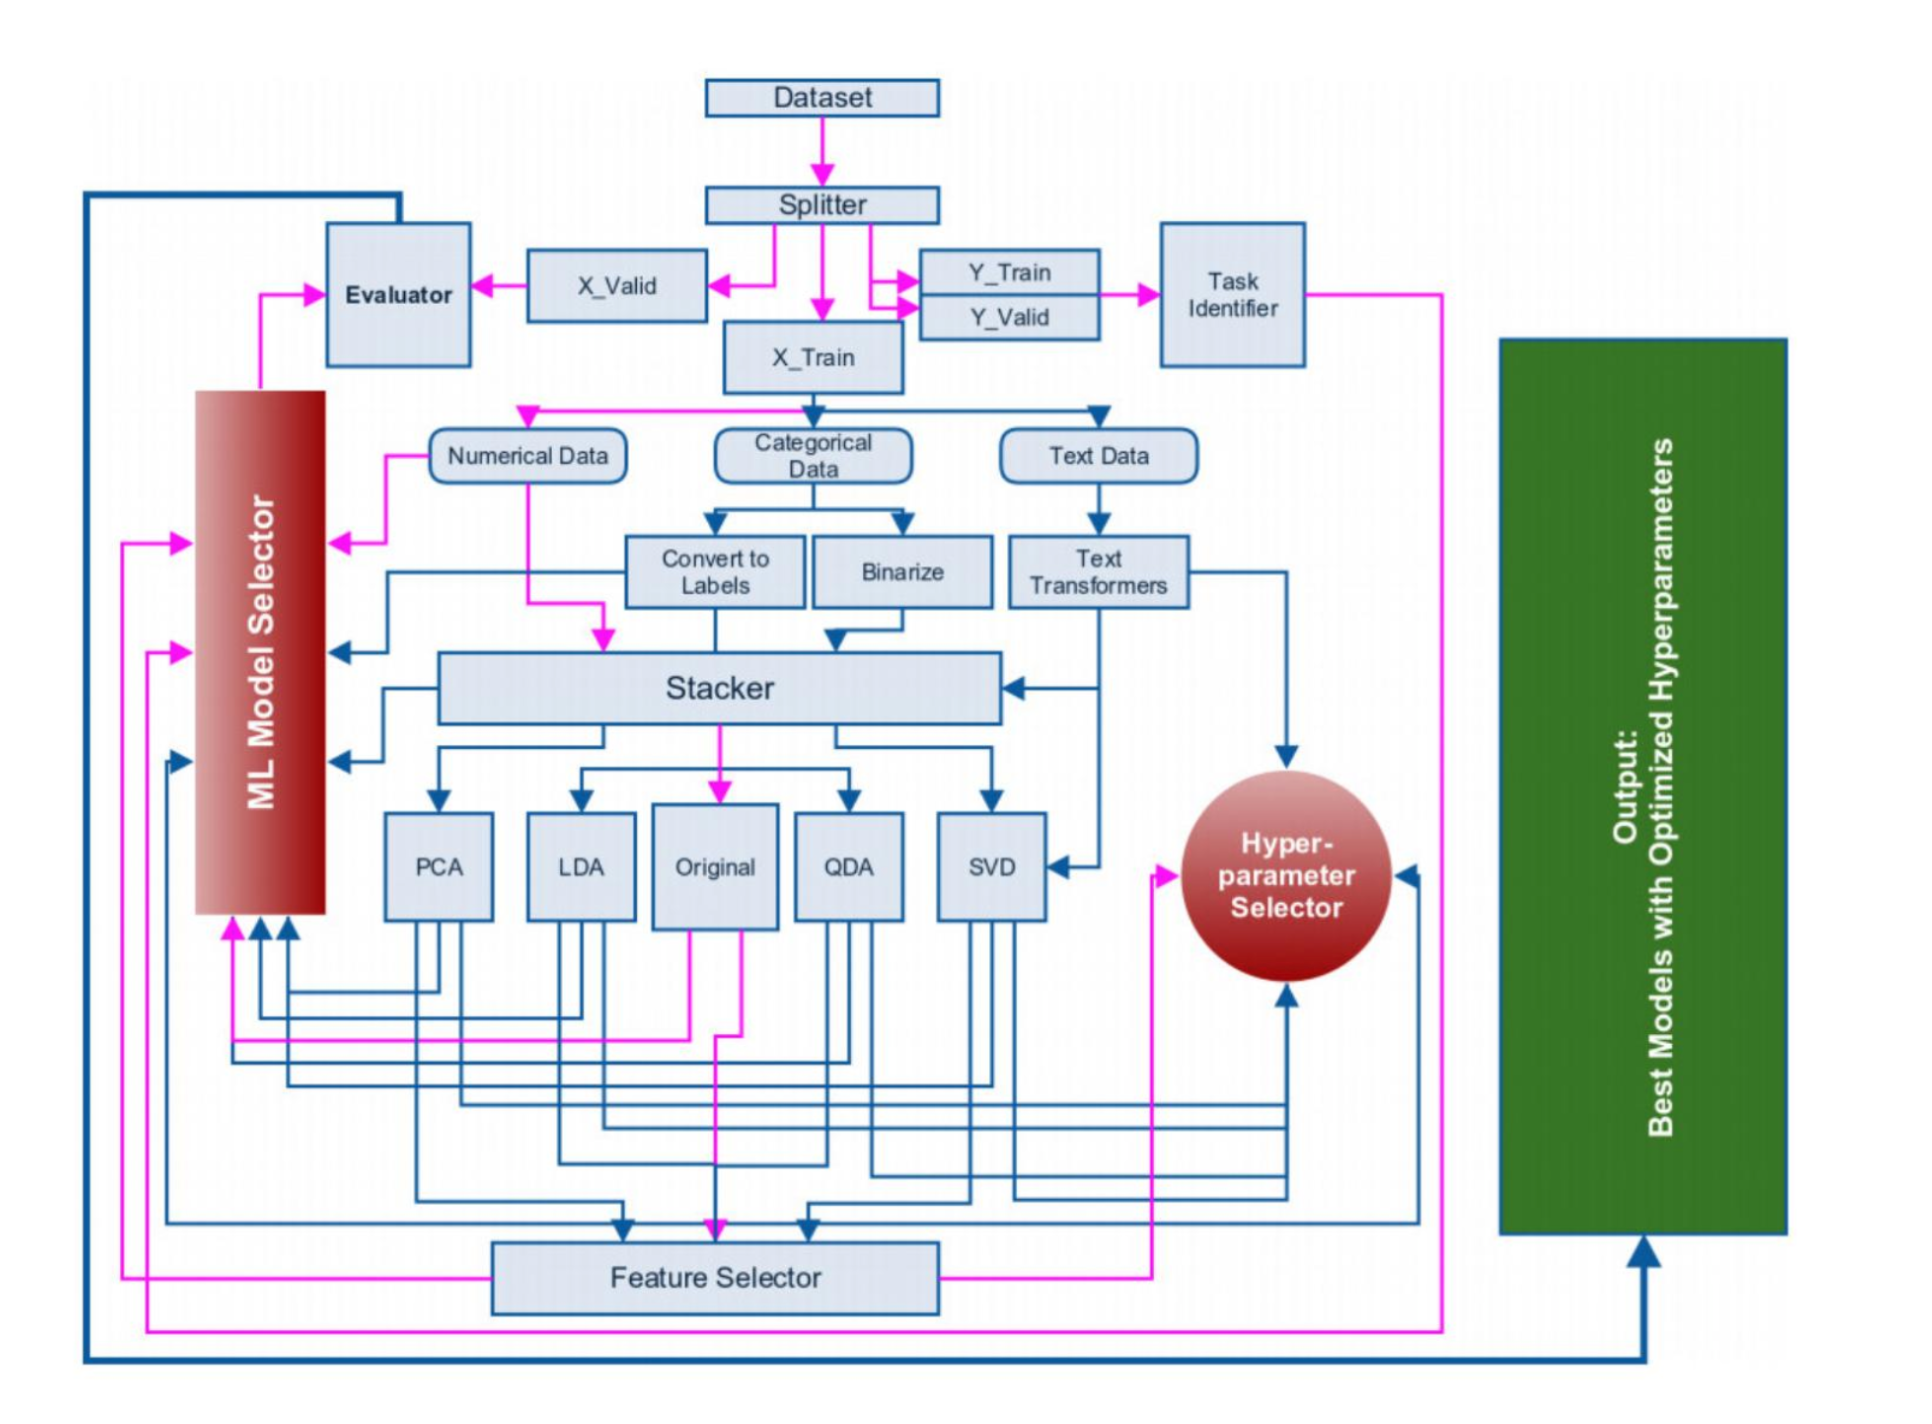 Dataset
Splitter
Evaluator
X_Valid
Y_Train
Y_Valid
Task
Identifier
X_Train
Numerical Data
Categorical
Data
Text Data
Convert to
Labels
Binarize
Text
Transformers
ML Model Selector
Stacker
PCA
LDA
Original
QDA
SVD
Hyper-
parameter
Selector
Feature Selector
Output:
Best Models with Optimized Hyperparameters